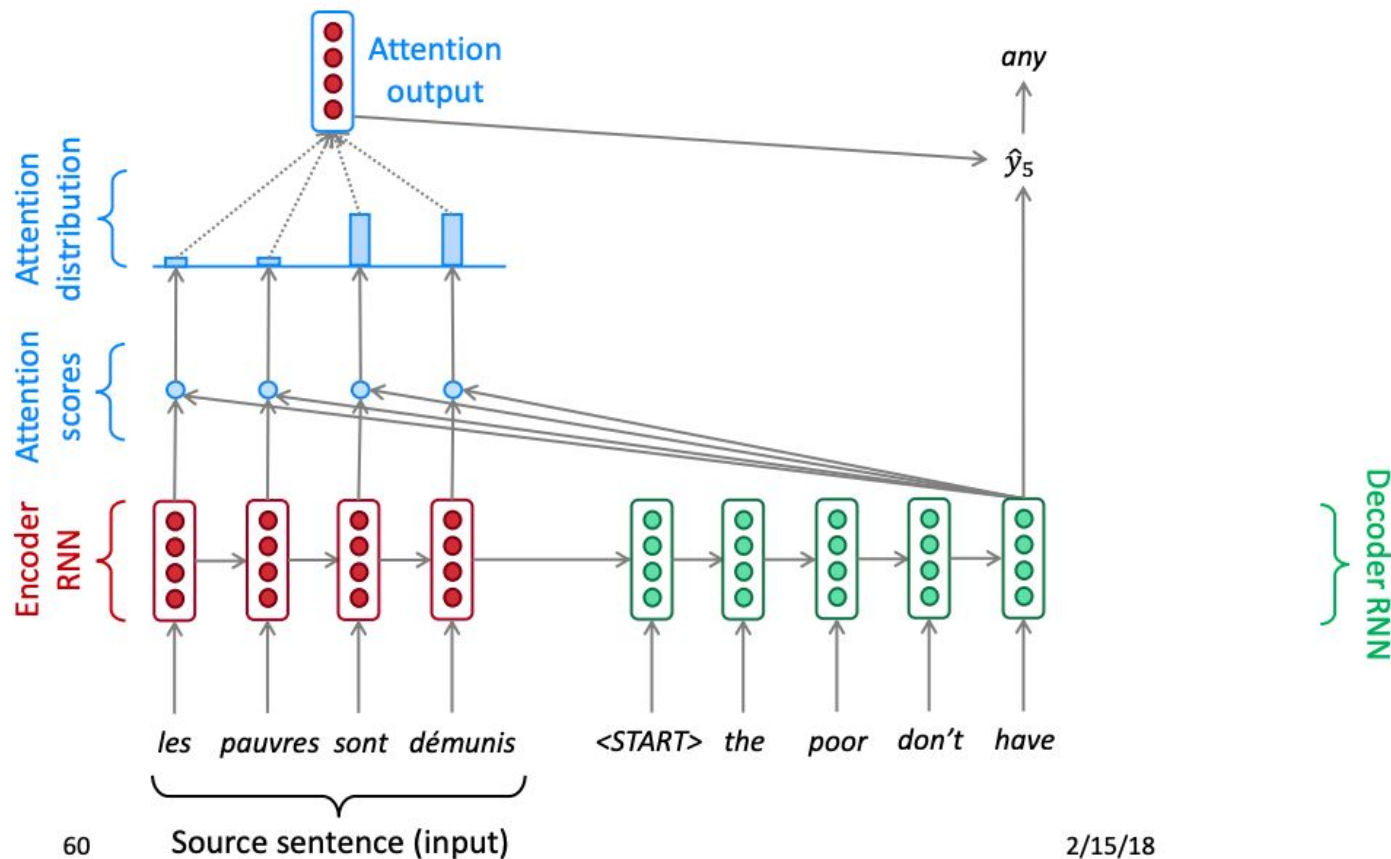 Attention
output
any
ŷ₅
Attention
distribution
Attention
scores
Encoder
RNN
Decoder RNN
les pauvres sont démunis <START> the poor don't have
Source sentence (input)
60
2/15/18